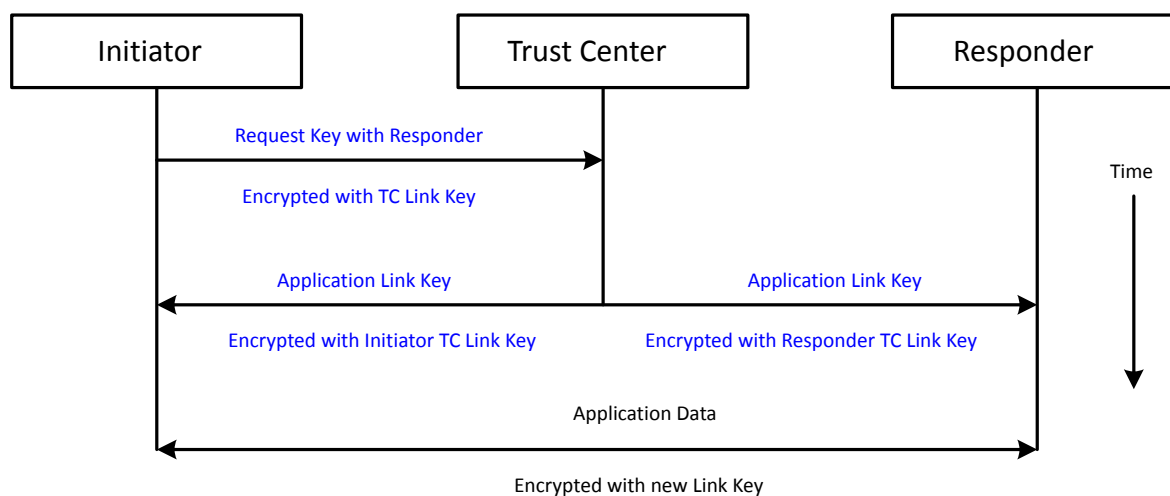 Initiator
Trust Center
Responder
Request Key with Responder
Encrypted with TC Link Key
Time
Application Link Key
Application Link Key
Encrypted with Initiator TC Link Key
Encrypted with Responder TC Link Key
Application Data
Encrypted with new Link Key